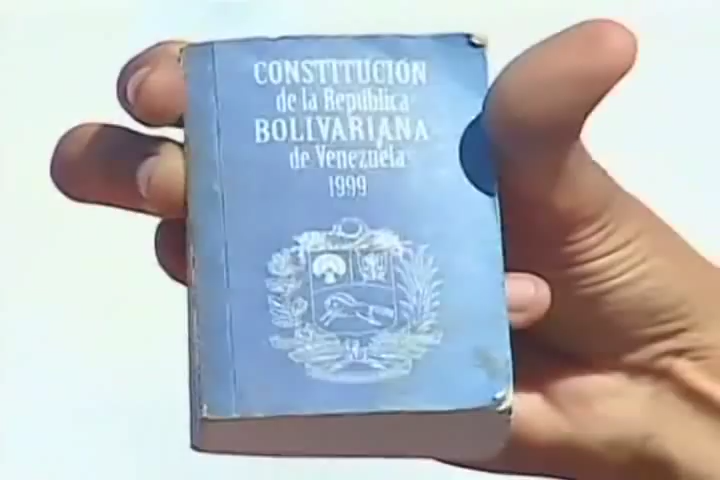 CONSTITUCIÓN
de la República
BOLIVARIANA
de Venezuela
1999